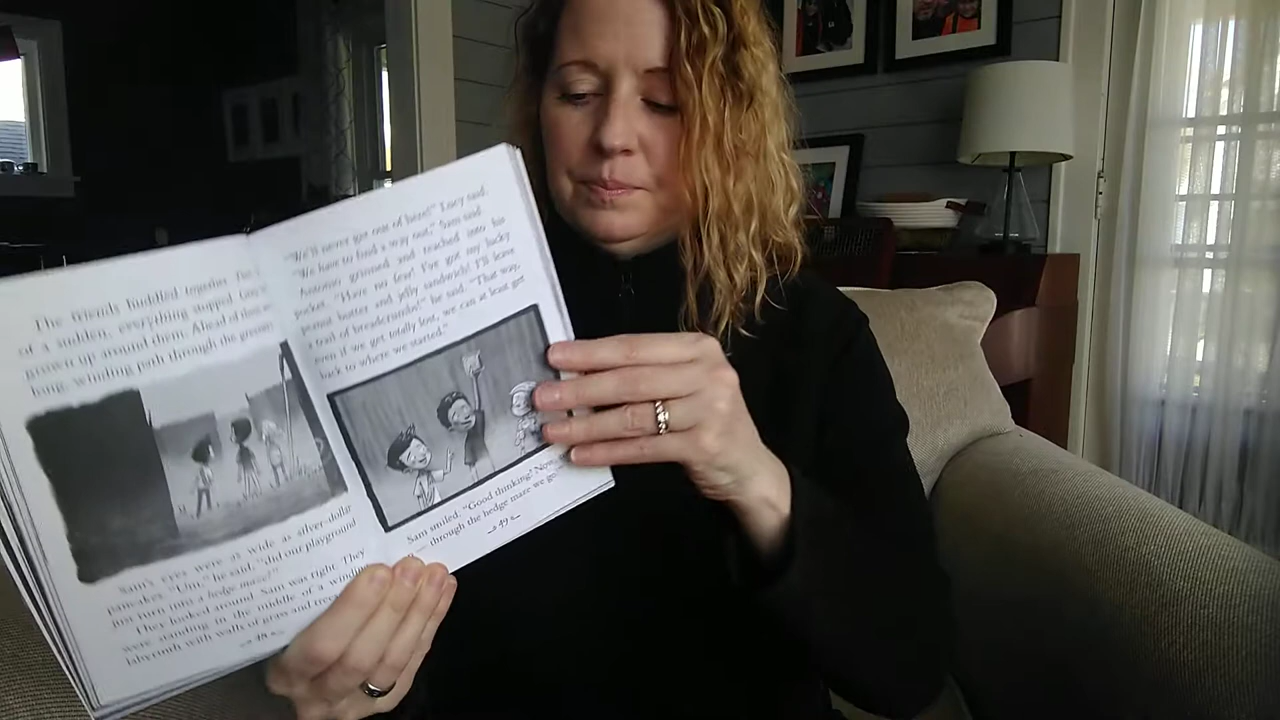 The friends huddled together. Then all
of a sudden, everything stopped. Grass
grown up around them. Ahead of them
long, winding path through the
Sam's eyes were as wide as silver-dollar
pancakes. "Um," he said, "did our playground
just turn into a hedge maze?"
They looked around. Sam was right. They
were standing in the middle of a winding
labyrinth with walls of grass and trees
48
"We'll never get out of here!" Lucy said.
"We have to find a way out," Sam said.
Antonio grinned and reached into his
pocket. "Have no fear! I've got my lucky
peanut butter and jelly sandwich! I'll leave
a trail of breadcrumbs!" he said. "That way,
even if we get totally lost, we can at least get
back to where we started."
Sam smiled. "Good thinking! Now
through the hedge maze we go
49